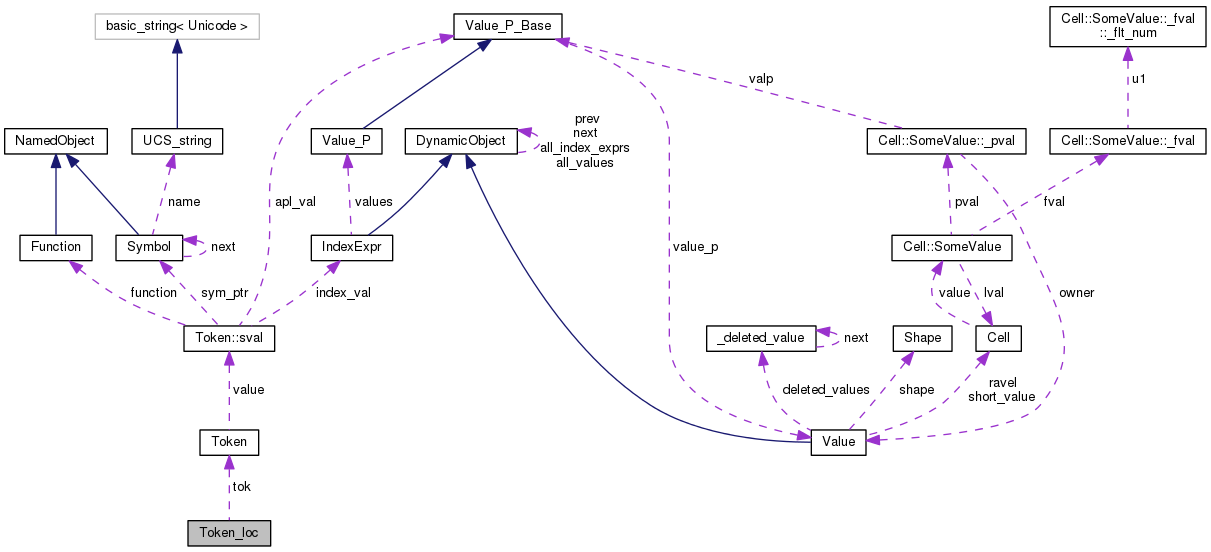 basic_string< Unicode >
Value_P_Base
Cell::SomeValue::_fval
::_flt_num
valp
u1
prev
next
all_index_exprs
all_values
NamedObject
UCS_string
Value_P
DynamicObject
Cell::SomeValue::_pval
Cell::SomeValue::_fval
name
apl_val
values
pval
fval
Function
Symbol
next
IndexExpr
value_p
Cell::SomeValue
function
sym_ptr
index_val
value
lval
owner
Token::sval
_deleted_value
next
Shape
Cell
value
deleted_values
shape
ravel
short_value
Token
Value
tok
Token_loc